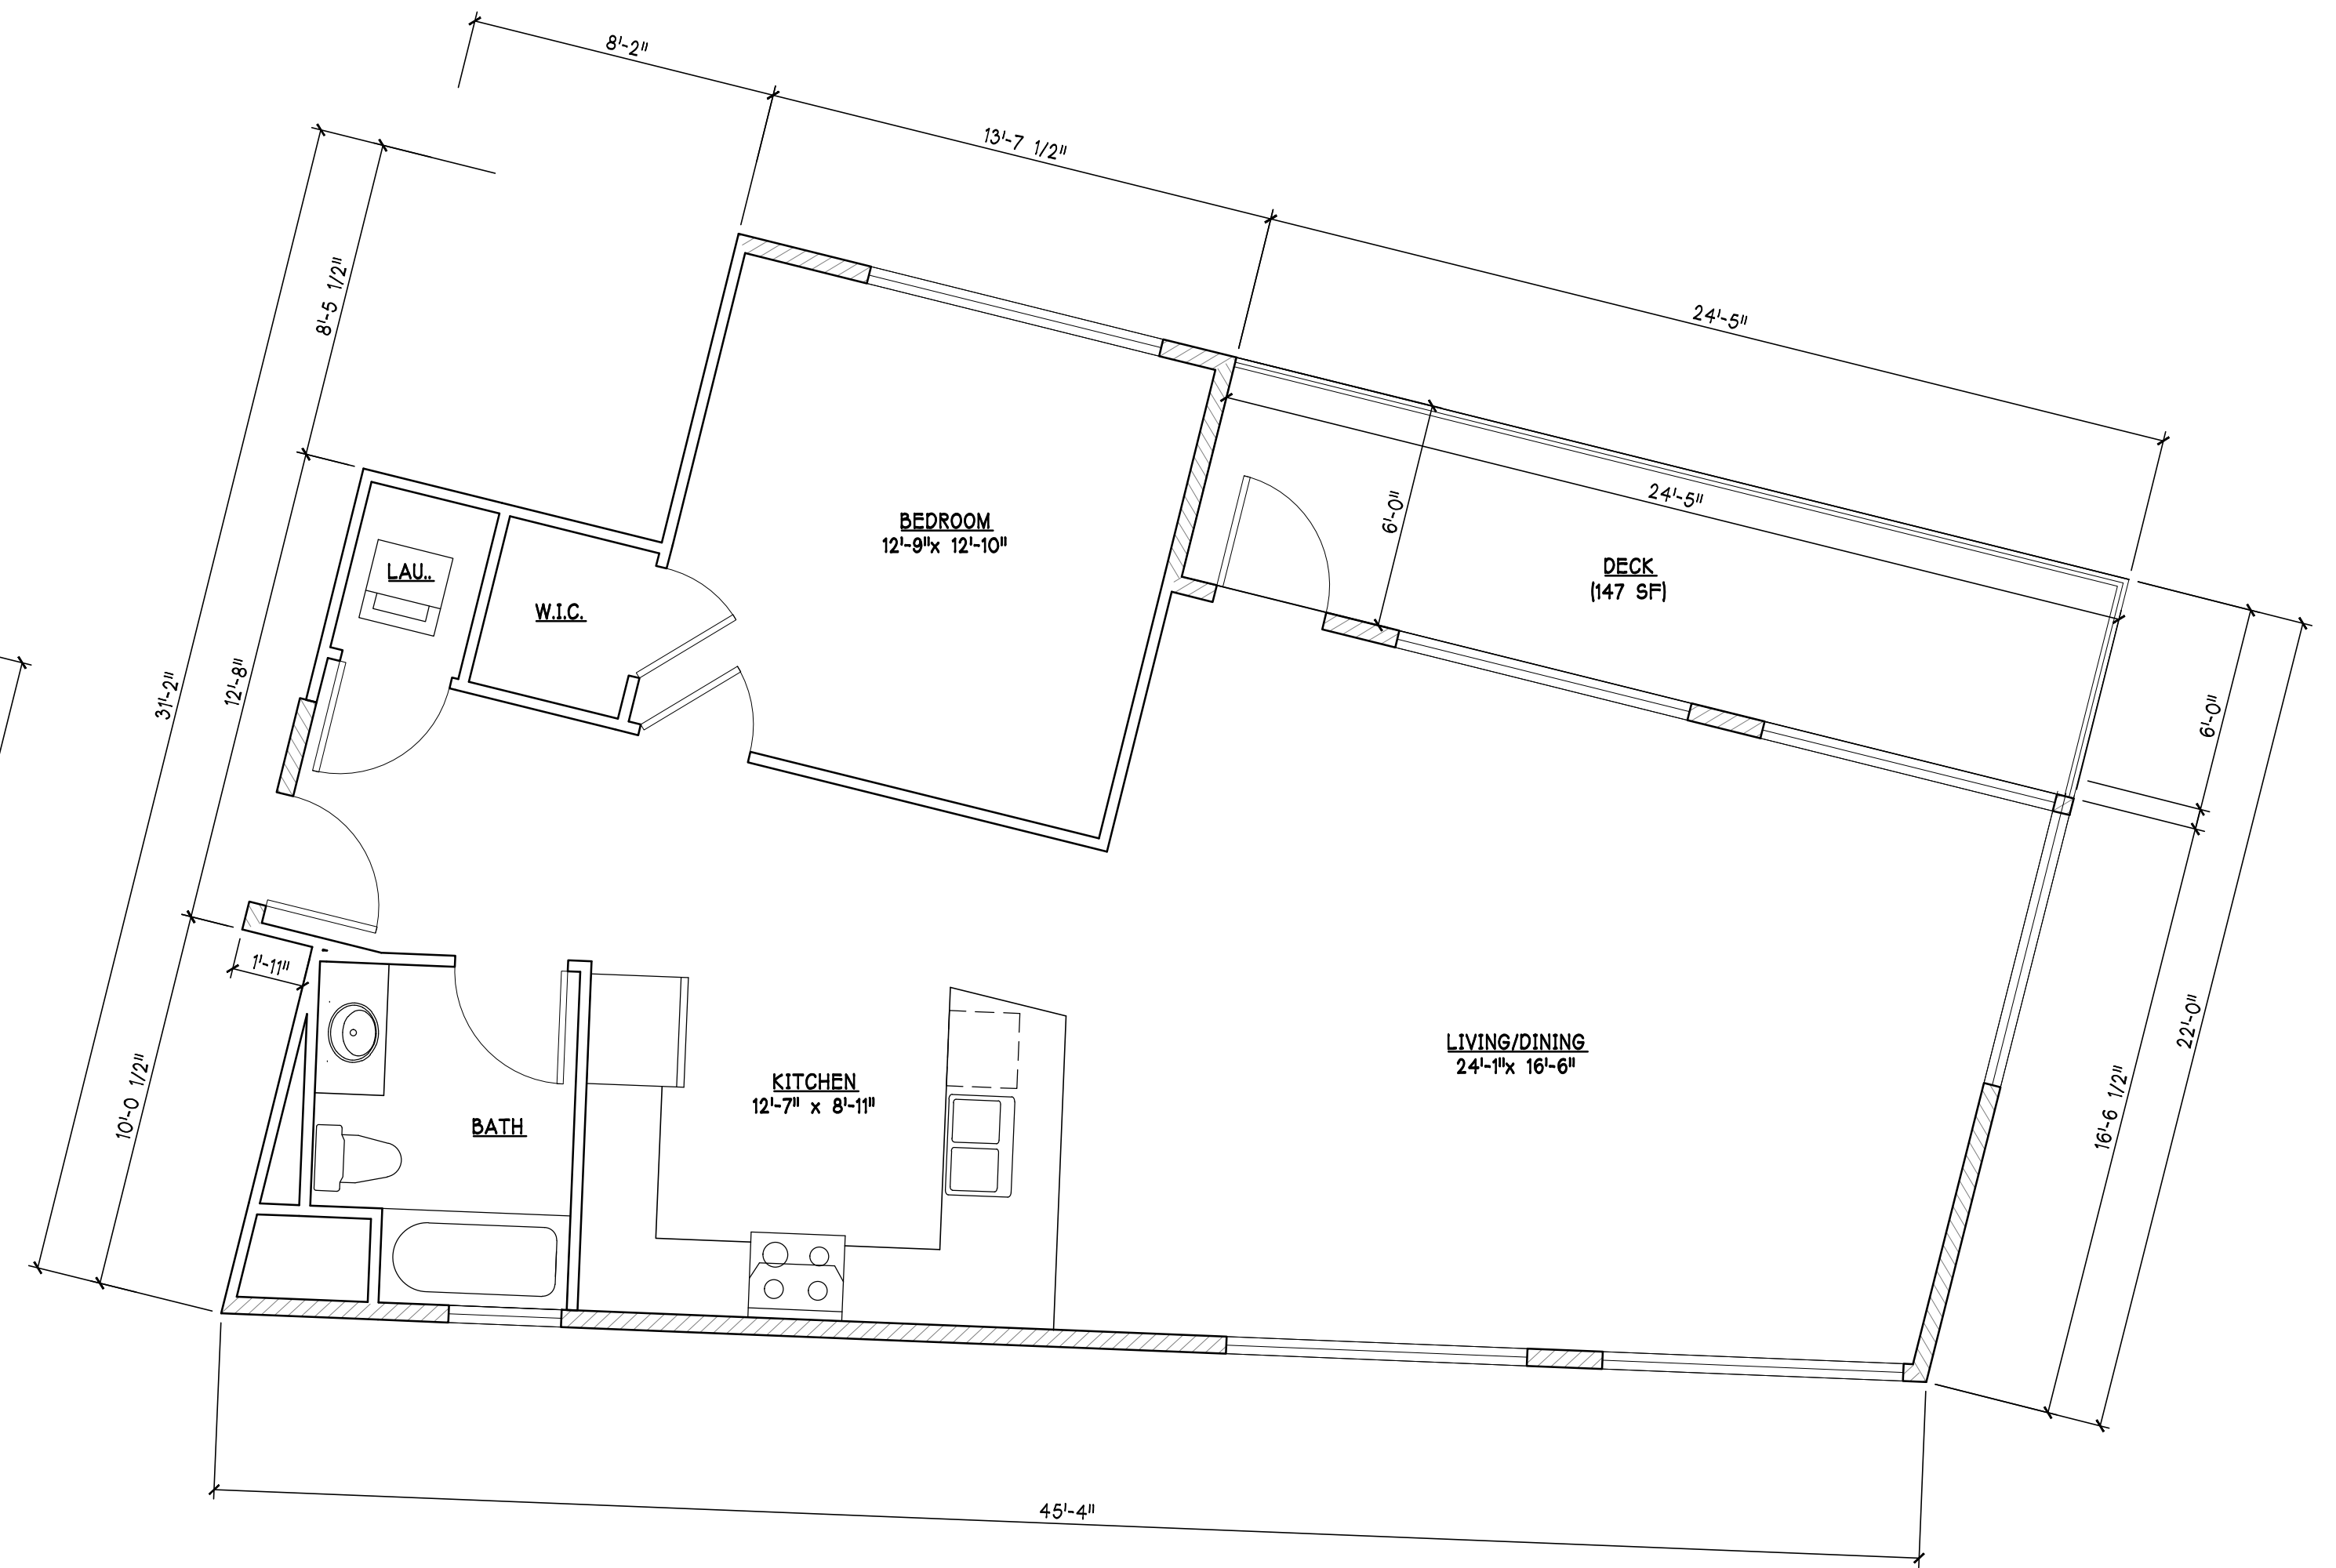 8'-2"
13'-7 1/2"
24'-5"
8'-5 1/2"
31'-2"
12'-8"
10'-0 1/2"
1'-11"
LAU..
W.I.C.
BEDROOM
12'-9"x 12'-10"
6'-0"
24'-5"
DECK
(147 SF)
6'-0"
22'-0"
16'-6 1/2"
LIVING/DINING
24'-1"x 16'-6"
KITCHEN
12'-7" x 8'-11"
BATH
45'-4"